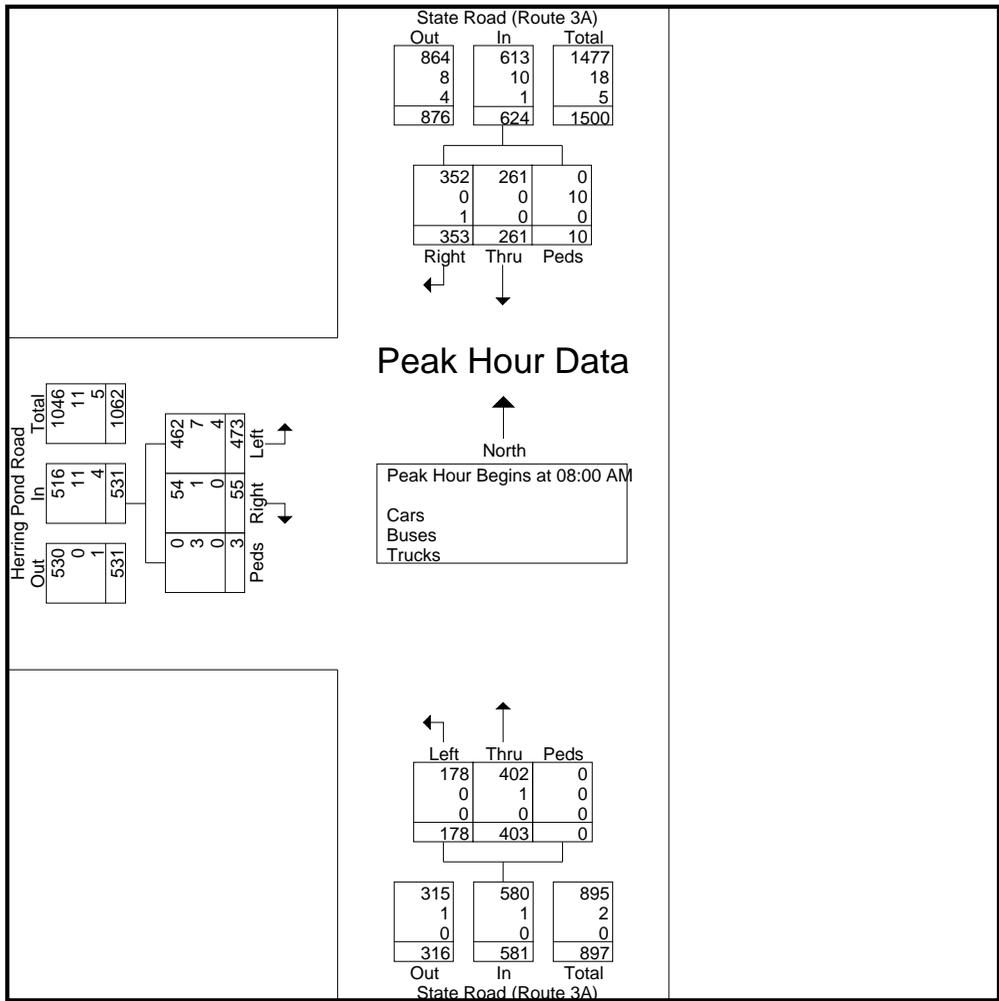 State Road (Route 3A)
Out In Total
864 613 1477
8 10 18
4 1 5
876 624 1500
352 261 0
0 0 10
1 0 0
353 261 10
Right Thru Peds
Peak Hour Data
North
Peak Hour Begins at 08:00 AM
Cars
Buses
Trucks
Herring Pond Road
Out In Total
530 516 1046
0 11 11
1 4 5
531 531 1062
0 54 462
3 1 7
0 0 4
3 55 473
Peds Right Left
Left Thru Peds
178 402 0
0 1 0
0 0 0
178 403 0
315 580 895
1 1 2
0 0 0
316 581 897
Out In Total
State Road (Route 3A)